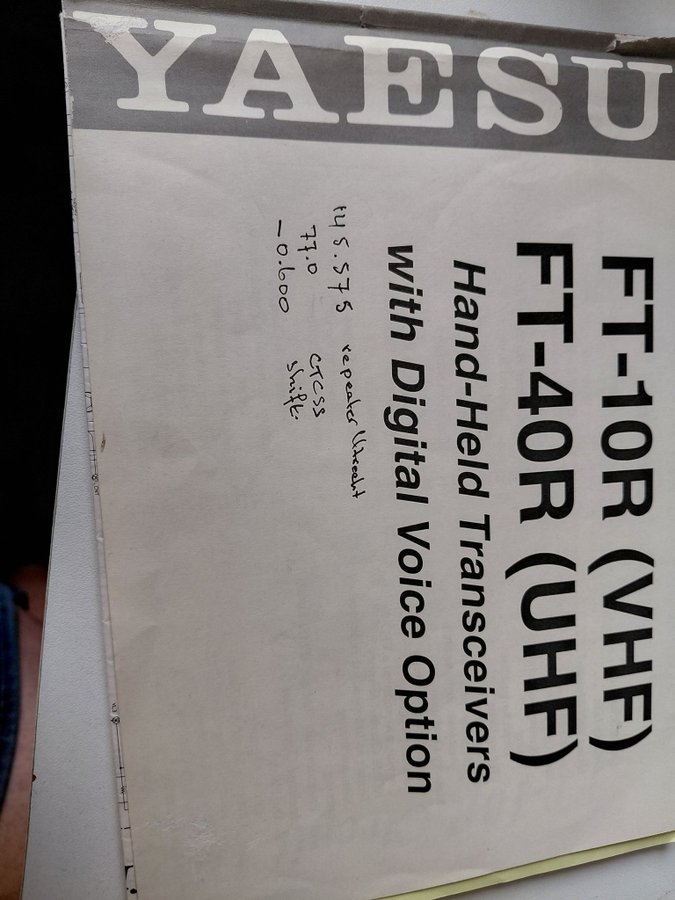 YAESU
FT-10R (VHF)
FT-40R (UHF)
Hand-Held Transceivers
with Digital Voice Option
145.575 repeater Utrecht
77.0 CTCSS
-0.600 shift.